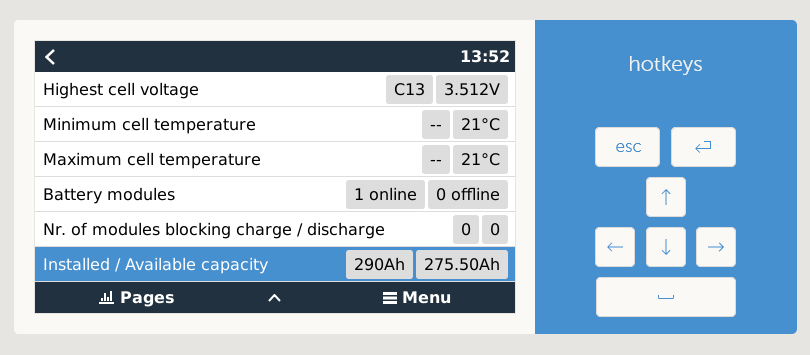 13:52
Highest cell voltage C13 3.512V
Minimum cell temperature -- 21°C
Maximum cell temperature -- 21°C
Battery modules 1 online 0 offline
Nr. of modules blocking charge / discharge 0 0
Installed / Available capacity 290Ah 275.50Ah
Pages Menu
hotkeys
esc